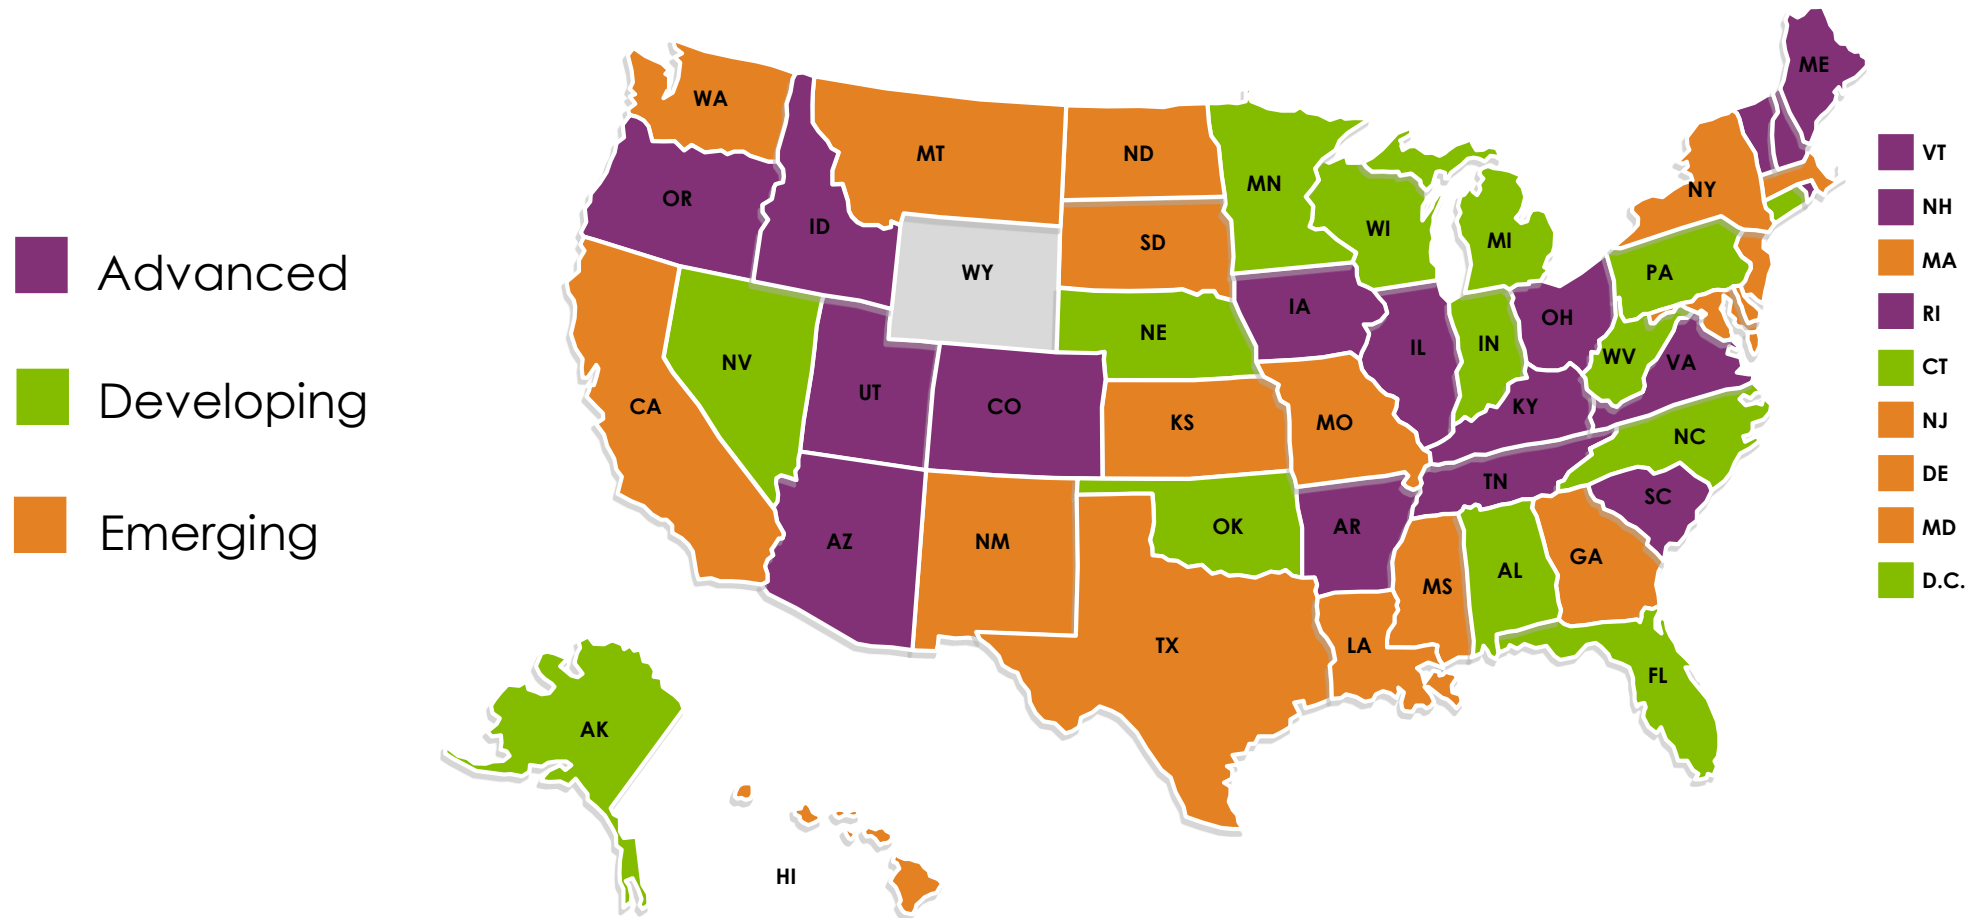 Advanced
Developing
Emerging
WA
OR
ID
MT
ND
SD
WY
NE
MN
WI
MI
IA
IL
IN
OH
PA
NY
ME
CA
NV
UT
CO
KS
MO
KY
WV
VA
NC
TN
SC
AZ
NM
OK
AR
TX
LA
MS
AL
GA
FL
AK
HI
VT
NH
MA
RI
CT
NJ
DE
MD
D.C.